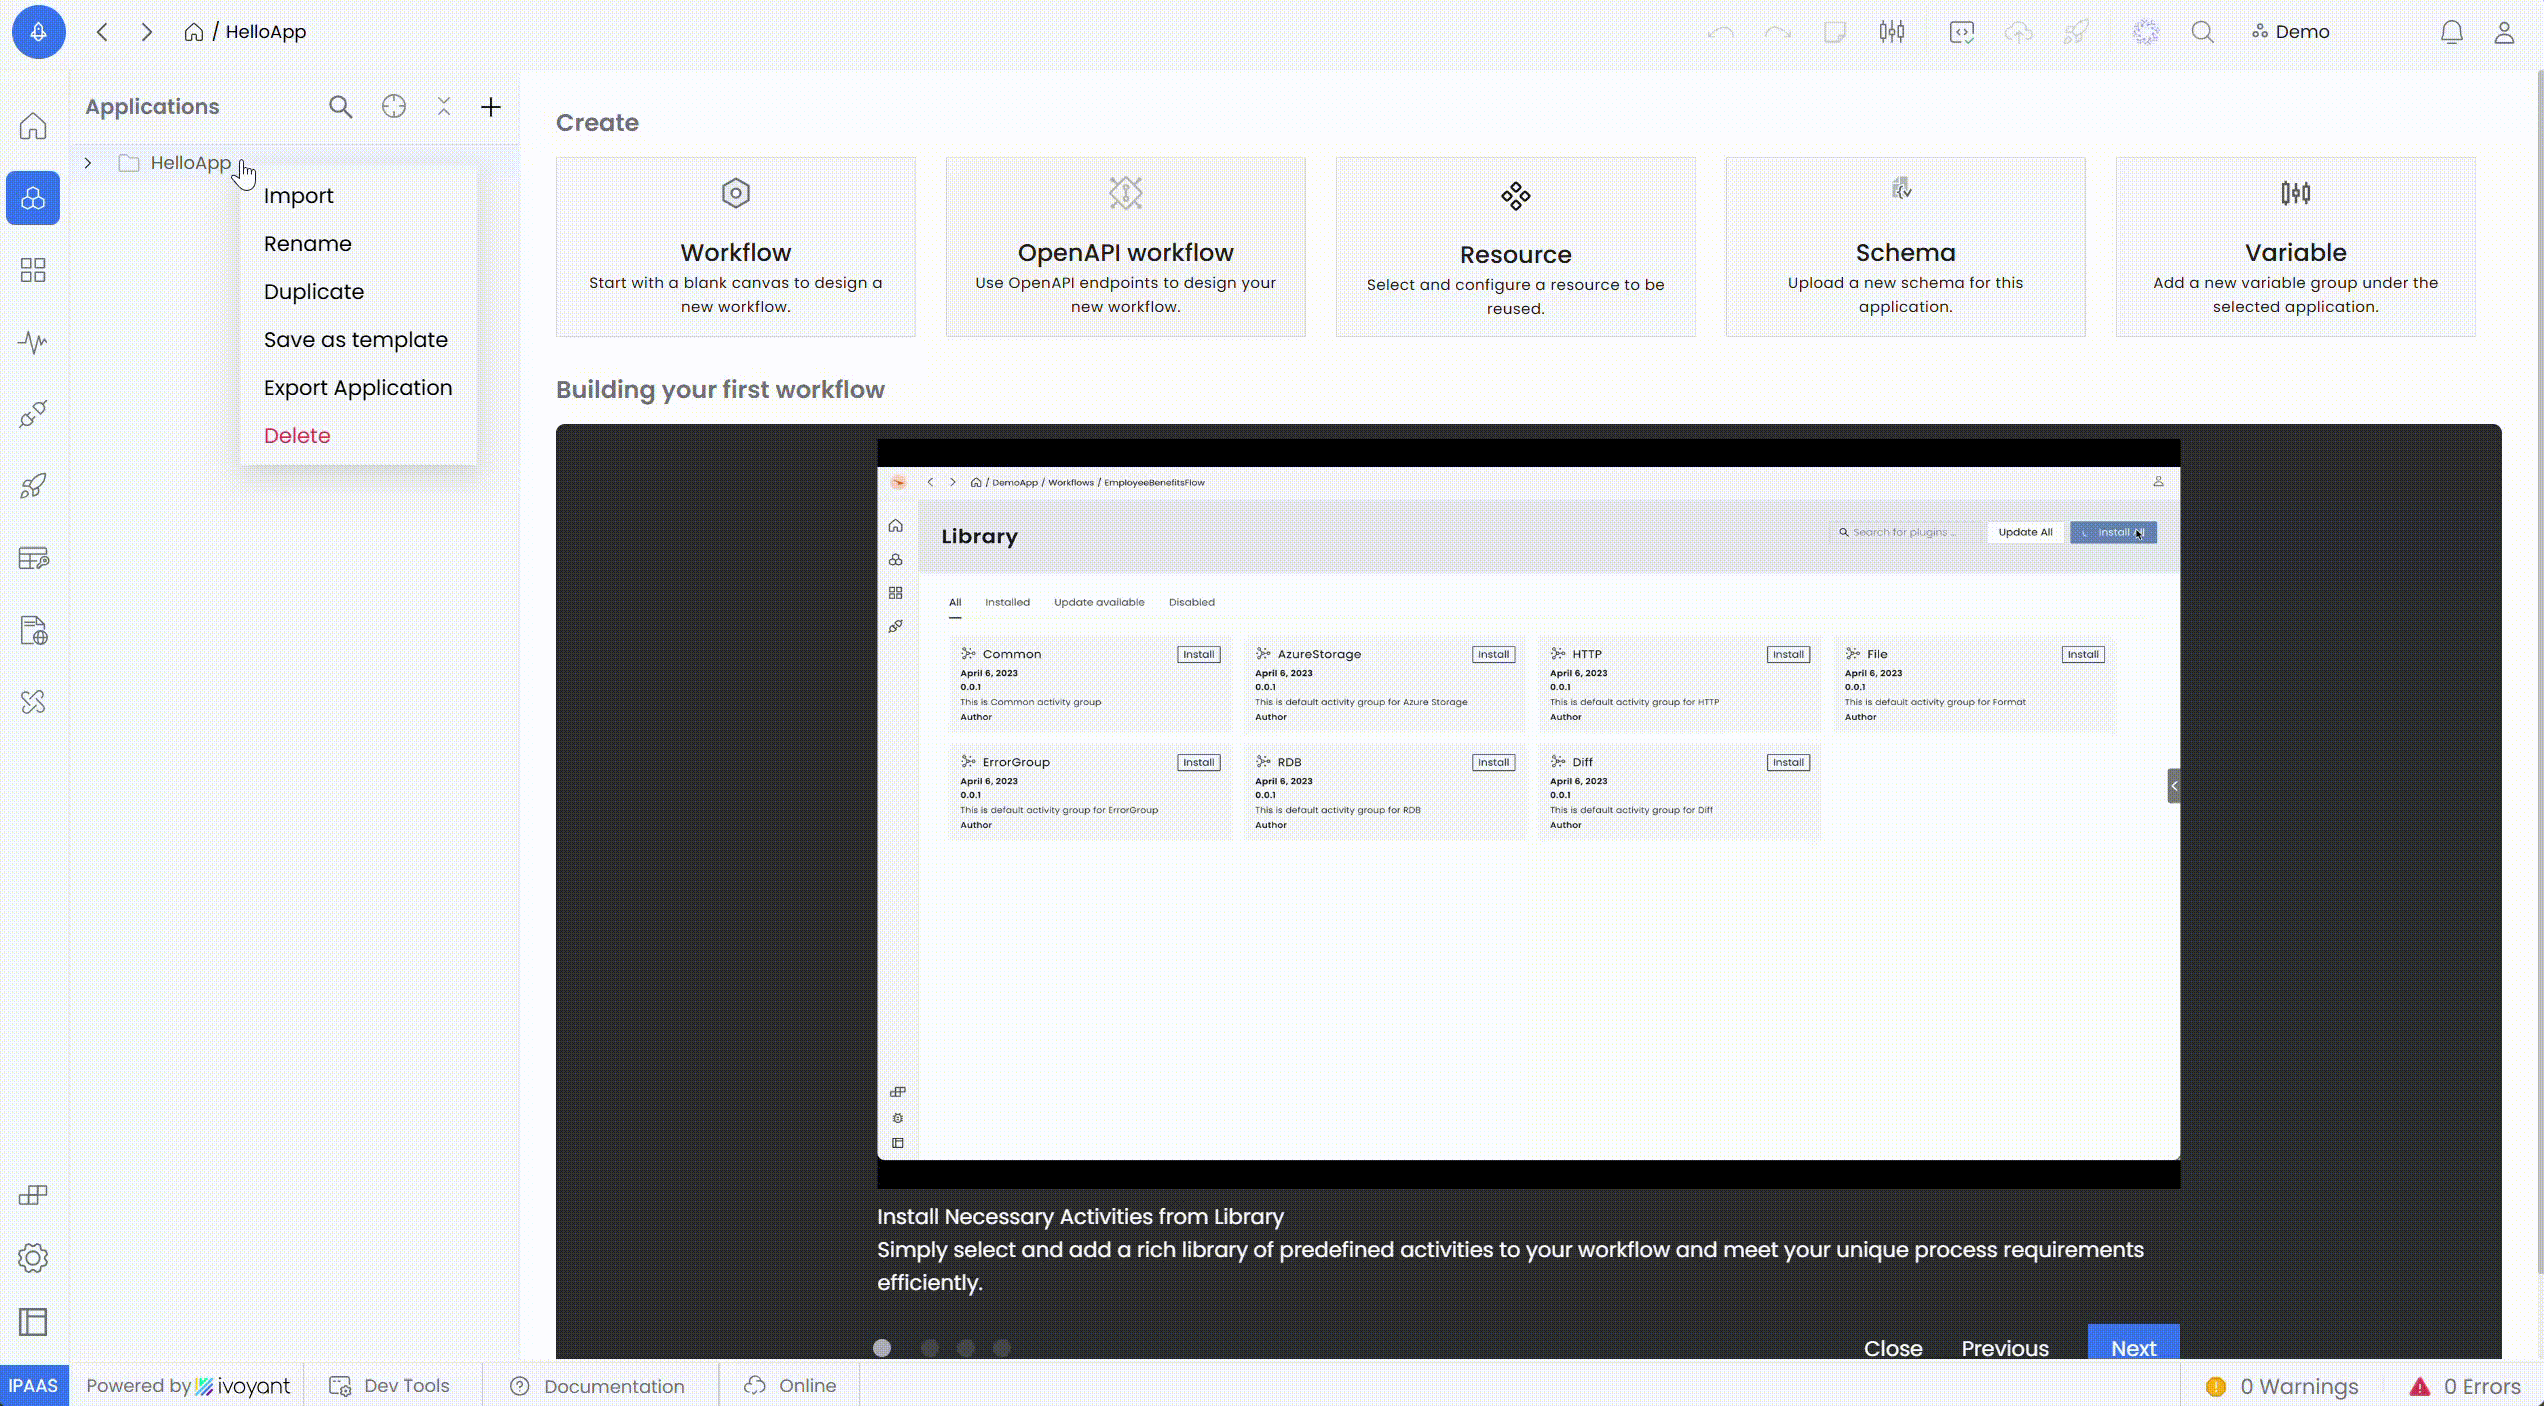 / HelloApp
Demo
Applications
HelloApp
Import
Rename
Duplicate
Save as template
Export Application
Delete
Create
Workflow
Start with a blank canvas to design a
new workflow.
OpenAPI workflow
Use OpenAPI endpoints to design your
new workflow.
Resource
Select and configure a resource to be
reused.
Schema
Upload a new schema for this
application.
Variable
Add a new variable group under the
selected application.
Building your first workflow
/ DemoApp / Workflows / EmployeeBenefitsFlow
Library
Search for plugins ...
Update All
Install All
All
Installed
Update available
Disabled
Common
Install
April 6, 2023
0.0.1
This is Common activity group
Author
AzureStorage
Install
April 6, 2023
0.0.1
This is default activity group for Azure Storage
Author
HTTP
Install
April 6, 2023
0.0.1
This is default activity group for HTTP
Author
File
Install
April 6, 2023
0.0.1
This is default activity group for Format
Author
ErrorGroup
Install
April 6, 2023
0.0.1
This is default activity group for ErrorGroup
Author
RDB
Install
April 6, 2023
0.0.1
This is default activity group for RDB
Author
Diff
Install
April 6, 2023
0.0.1
This is default activity group for Diff
Author
Install Necessary Activities from Library
Simply select and add a rich library of predefined activities to your workflow and meet your unique process requirements
efficiently.
Close
Previous
Next
IPAAS
Powered by ivoyant
Dev Tools
Documentation
Online
0 Warnings
0 Errors